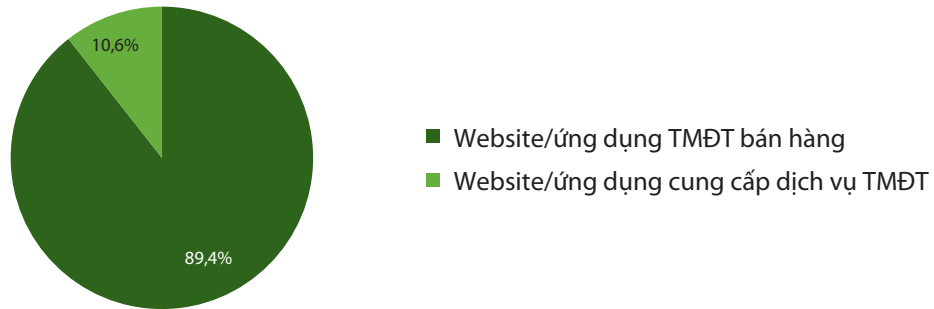 10,6%
Website/ứng dụng TMĐT bán hàng
Website/ứng dụng cung cấp dịch vụ TMĐT
89,4%